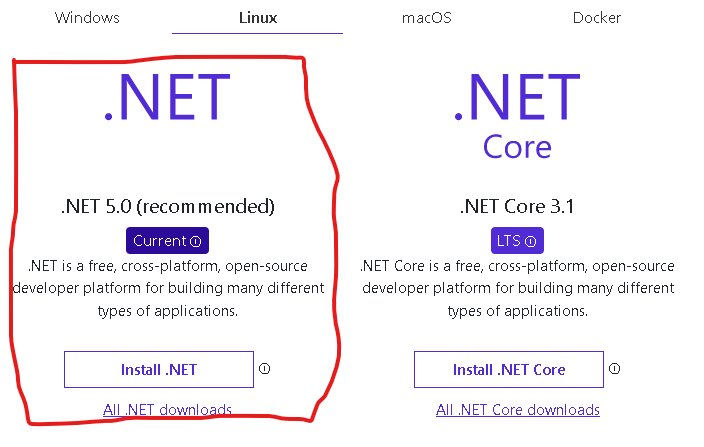 Windows Linux macOS Docker
.NET
.NET 5.0 (recommended)
Current
.NET is a free, cross-platform, open-source
developer platform for building many different
types of applications.
Install .NET
All .NET downloads
.NET
Core
.NET Core 3.1
LTS
.NET Core is a free, cross-platform, open-source
developer platform for building many different
types of applications.
Install .NET Core
All .NET Core downloads